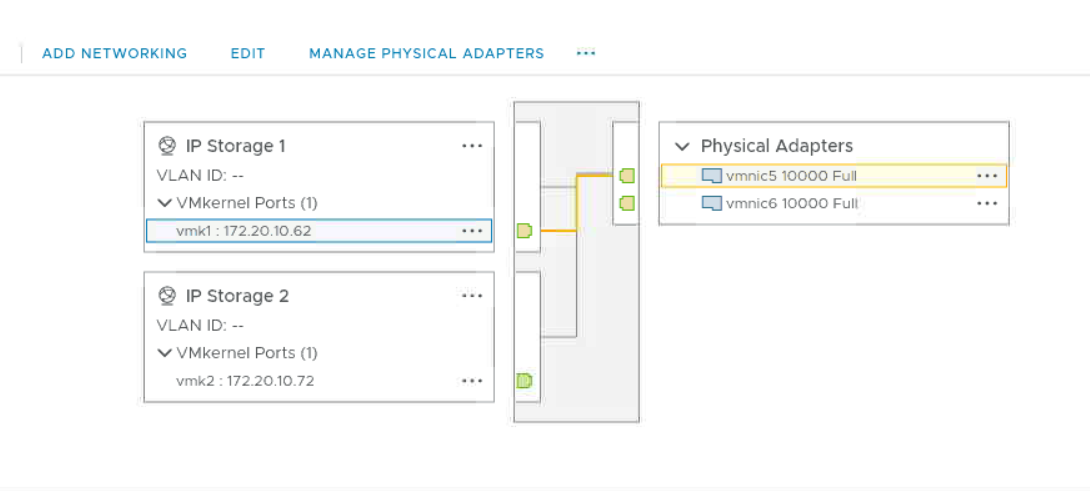 ADD NETWORKING EDIT MANAGE PHYSICAL ADAPTERS ...
IP Storage 1 ...
VLAN ID: --
VMkernel Ports (1)
vmk1 : 172.20.10.62 ...
IP Storage 2 ...
VLAN ID: --
VMkernel Ports (1)
vmk2 : 172.20.10.72 ...
Physical Adapters
vmnic5 10000 Full ...
vmnic6 10000 Full ...